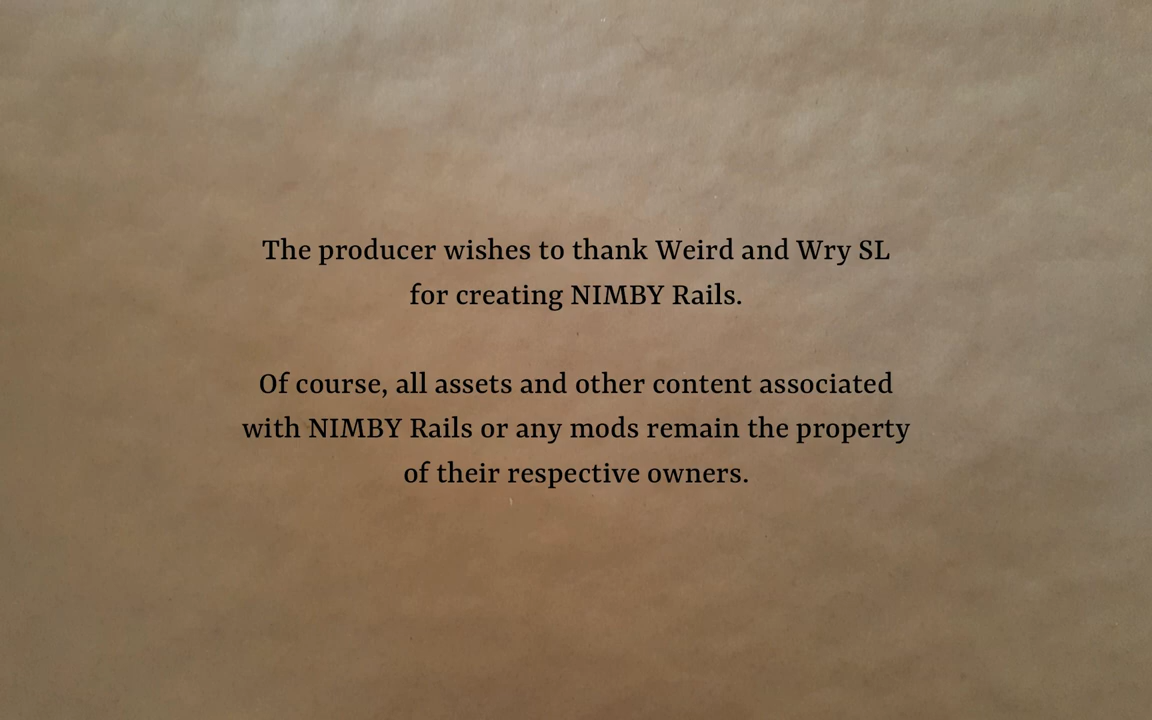 The producer wishes to thank Weird and Wry SL
for creating NIMBY Rails.
Of course, all assets and other content associated
with NIMBY Rails or any mods remain the property
of their respective owners.